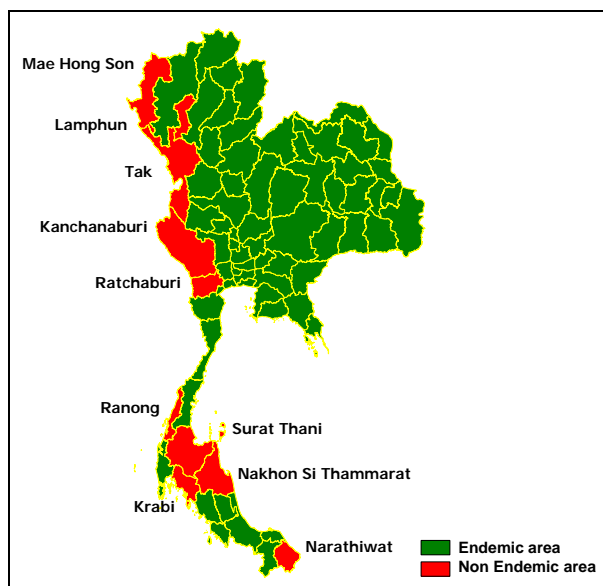 Mae Hong Son
Lamphun
Tak
Kanchanaburi
Ratchaburi
Ranong
Surat Thani
Nakhon Si Thammarat
Krabi
Narathiwat
Endemic area
Non Endemic area